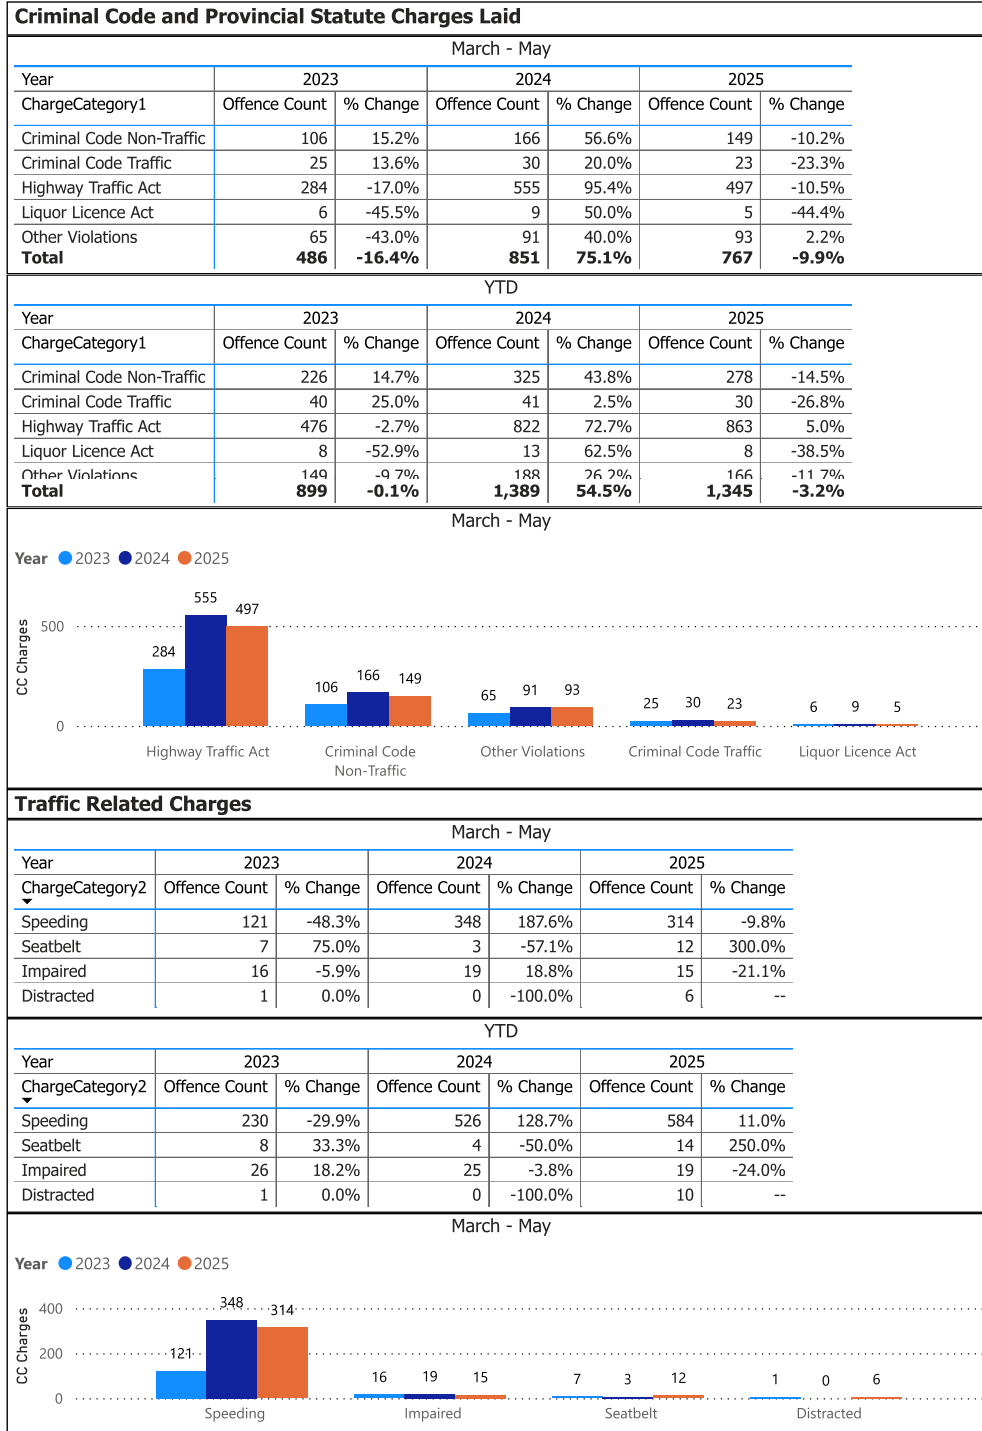 Criminal Code and Provincial Statute Charges Laid
March - May
Year 2023 2024 2025
ChargeCategory1 Offence Count % Change Offence Count % Change Offence Count % Change
Criminal Code Non-Traffic 106 15.2% 166 56.6% 149 -10.2%
Criminal Code Traffic 25 13.6% 30 20.0% 23 -23.3%
Highway Traffic Act 284 -17.0% 555 95.4% 497 -10.5%
Liquor Licence Act 6 -45.5% 9 50.0% 5 -44.4%
Other Violations 65 -43.0% 91 40.0% 93 2.2%
Total 486 -16.4% 851 75.1% 767 -9.9%
YTD
Year 2023 2024 2025
ChargeCategory1 Offence Count % Change Offence Count % Change Offence Count % Change
Criminal Code Non-Traffic 226 14.7% 325 43.8% 278 -14.5%
Criminal Code Traffic 40 25.0% 41 2.5% 30 -26.8%
Highway Traffic Act 476 -2.7% 822 72.7% 863 5.0%
Liquor Licence Act 8 -52.9% 13 62.5% 8 -38.5%
Other Violations 149 -9.7% 188 26.2% 166 -11.7%
Total 899 -0.1% 1,389 54.5% 1,345 -3.2%
March - May
Year 2023 2024 2025
CC Charges
500
0
284 555 497
106 166 149
65 91 93
25 30 23
6 9 5
Highway Traffic Act Criminal Code Other Violations Criminal Code Traffic Liquor Licence Act
Non-Traffic
Traffic Related Charges
March - May
Year 2023 2024 2025
ChargeCategory2 Offence Count % Change Offence Count % Change Offence Count % Change
Speeding 121 -48.3% 348 187.6% 314 -9.8%
Seatbelt 7 75.0% 3 -57.1% 12 300.0%
Impaired 16 -5.9% 19 18.8% 15 -21.1%
Distracted 1 0.0% 0 -100.0% 6 --
YTD
Year 2023 2024 2025
ChargeCategory2 Offence Count % Change Offence Count % Change Offence Count % Change
Speeding 230 -29.9% 526 128.7% 584 11.0%
Seatbelt 8 33.3% 4 -50.0% 14 250.0%
Impaired 26 18.2% 25 -3.8% 19 -24.0%
Distracted 1 0.0% 0 -100.0% 10 --
March - May
Year 2023 2024 2025
CC Charges
400
200
0
121 348 314
16 19 15
7 3 12
1 0 6
Speeding Impaired Seatbelt Distracted